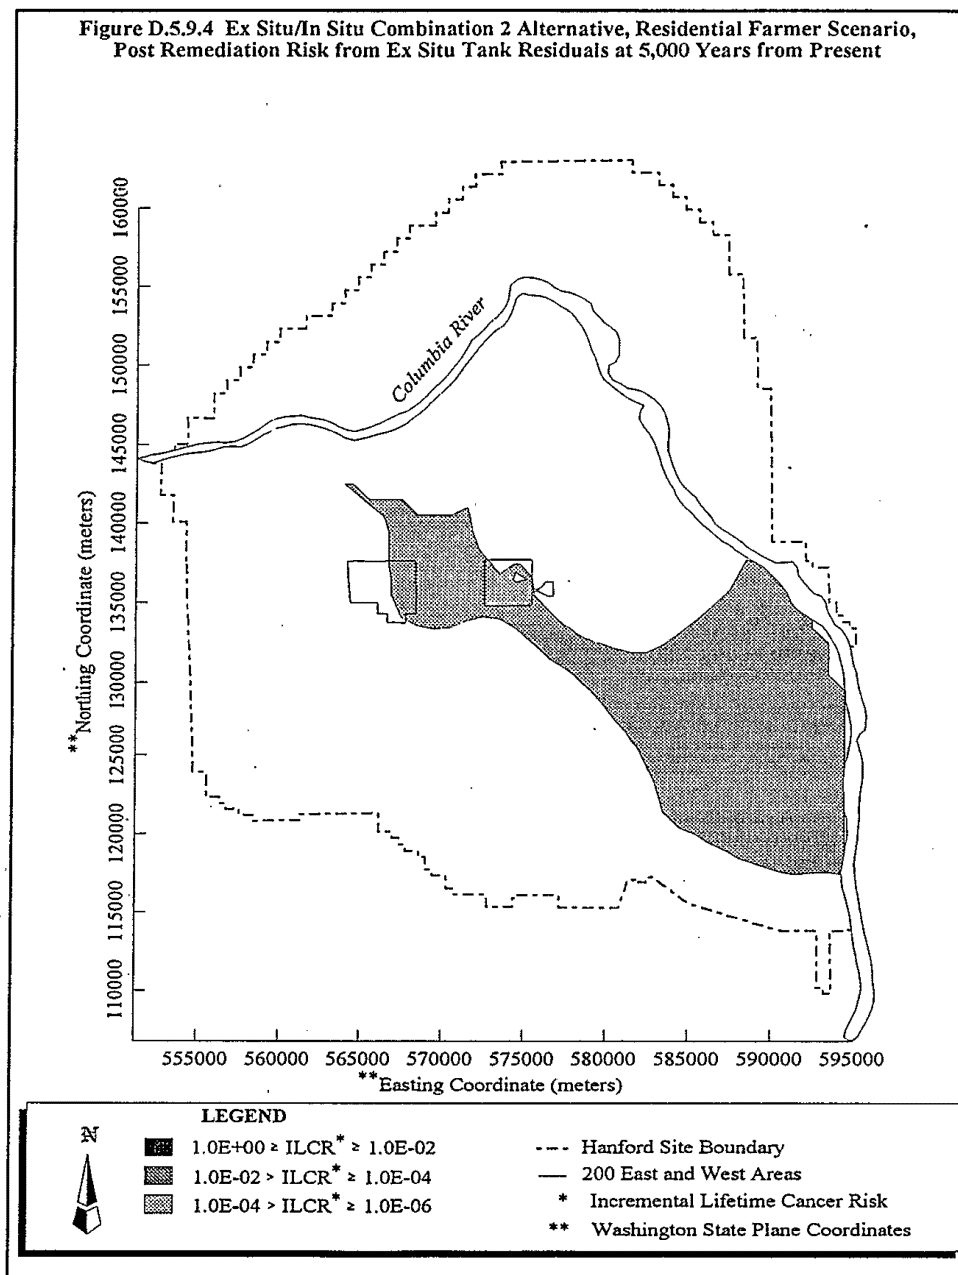 Figure D.5.9.4 Ex Situ/In Situ Combination 2 Alternative, Residential Farmer Scenario,
Post Remediation Risk from Ex Situ Tank Residuals at 5,000 Years from Present
160000
155000
150000
145000
140000
135000
130000
125000
120000
115000
110000
**Northing Coordinate (meters)
Columbia River
555000 560000 565000 570000 575000 580000 585000 590000 595000
**Easting Coordinate (meters)
LEGEND
N
1.0E+00 ≥ ILCR* ≥ 1.0E-02
1.0E-02 > ILCR* ≥ 1.0E-04
1.0E-04 > ILCR* ≥ 1.0E-06
Hanford Site Boundary
200 East and West Areas
* Incremental Lifetime Cancer Risk
** Washington State Plane Coordinates